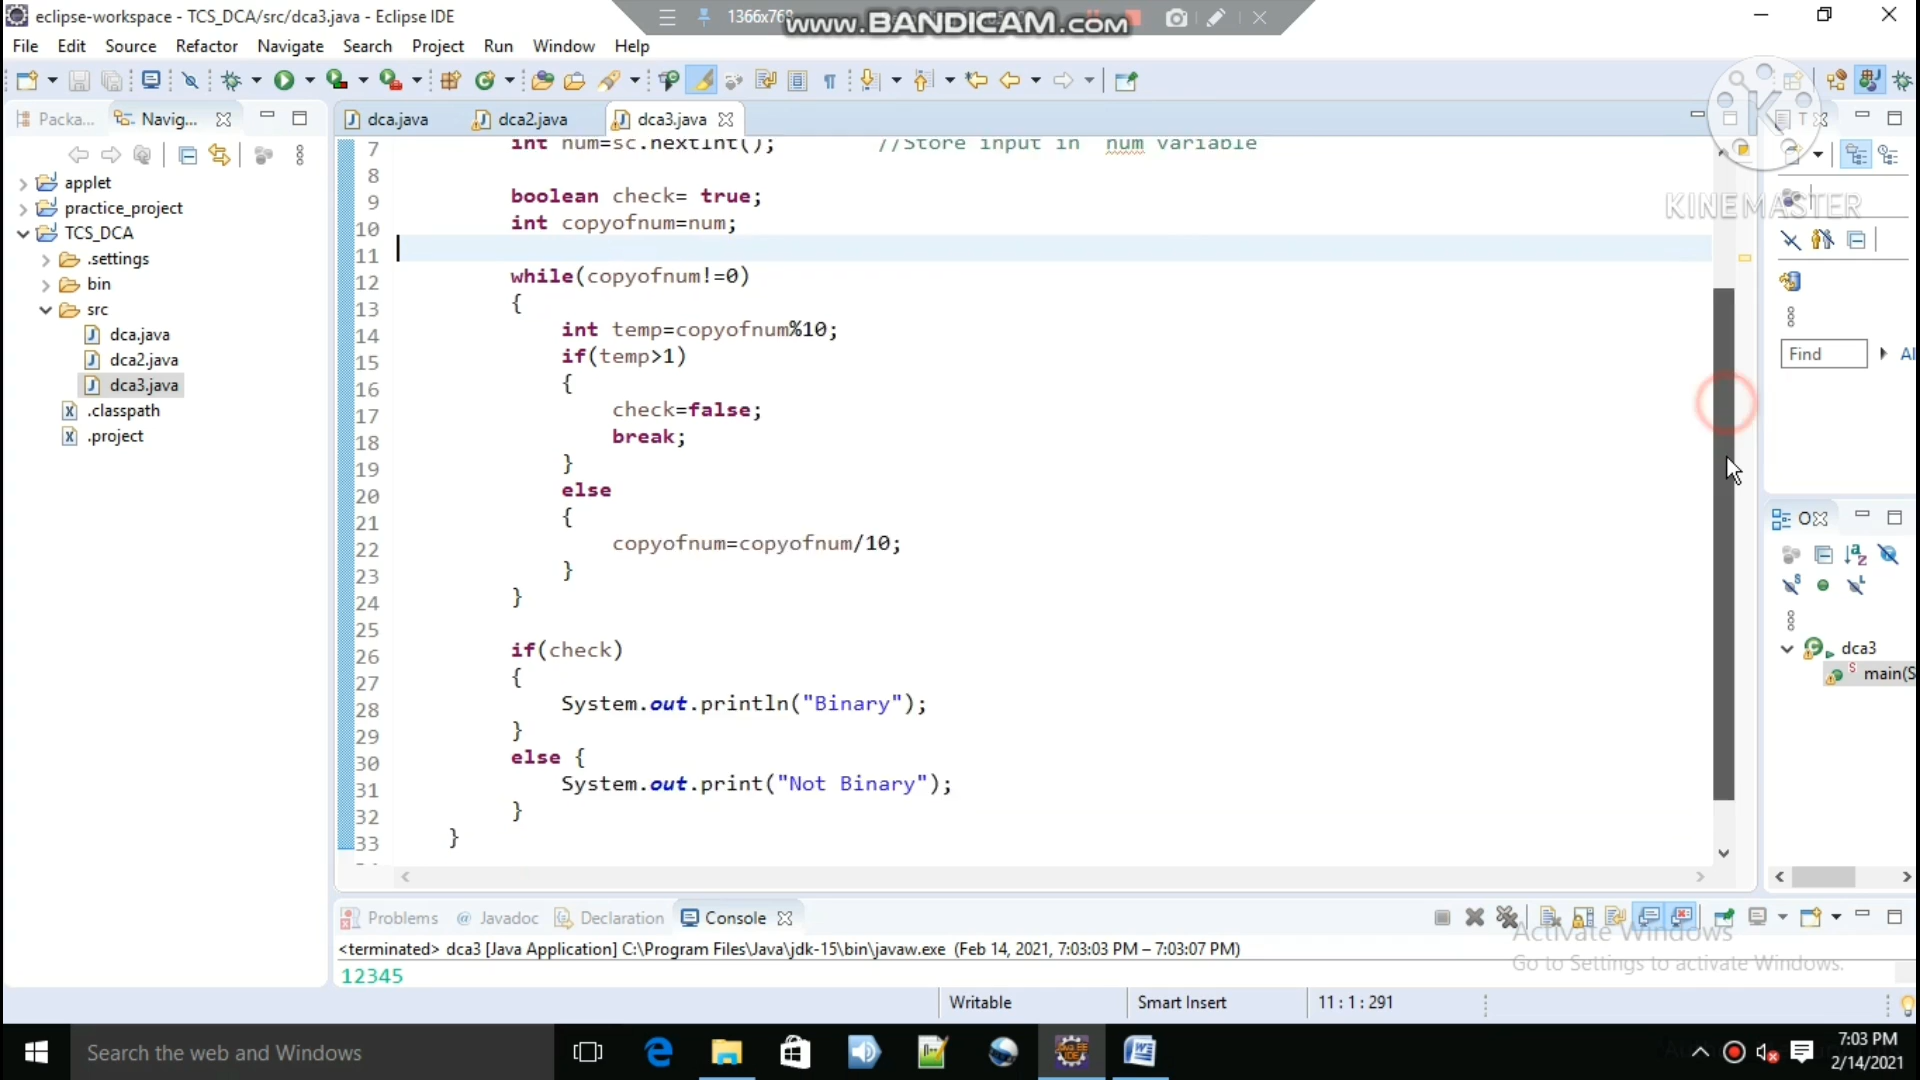 eclipse-workspace - TCS_DCA/src/dca3.java - Eclipse IDE
1366x768
www.BANDICAM.com
File Edit Source Refactor Navigate Search Project Run Window Help
Packa... Navig...
dca.java dca2.java dca3.java
applet
practice_project
TCS_DCA
.settings
bin
src
dca.java
dca2.java
dca3.java
.classpath
.project
7 int num=sc.nextInt(); //Store input in num variable
8
9 boolean check= true;
10 int copyofnum=num;
11
12 while(copyofnum!=0)
13 {
14 int temp=copyofnum%10;
15 if(temp>1)
16 {
17 check=false;
18 break;
19 }
20 else
21 {
22 copyofnum=copyofnum/10;
23 }
24 }
25
26 if(check)
27 {
28 System.out.println("Binary");
29 }
30 else {
31 System.out.print("Not Binary");
32 }
33 }
KINEMASTER
Find
Al
O
dca3
main(S
Problems Javadoc Declaration Console
<terminated> dca3 [Java Application] C:\Program Files\Java\jdk-15\bin\javaw.exe (Feb 14, 2021, 7:03:03 PM – 7:03:07 PM)
12345
Activate Windows
Go to Settings to activate Windows.
Writable Smart Insert 11 : 1 : 291
Search the web and Windows
7:03 PM
2/14/2021